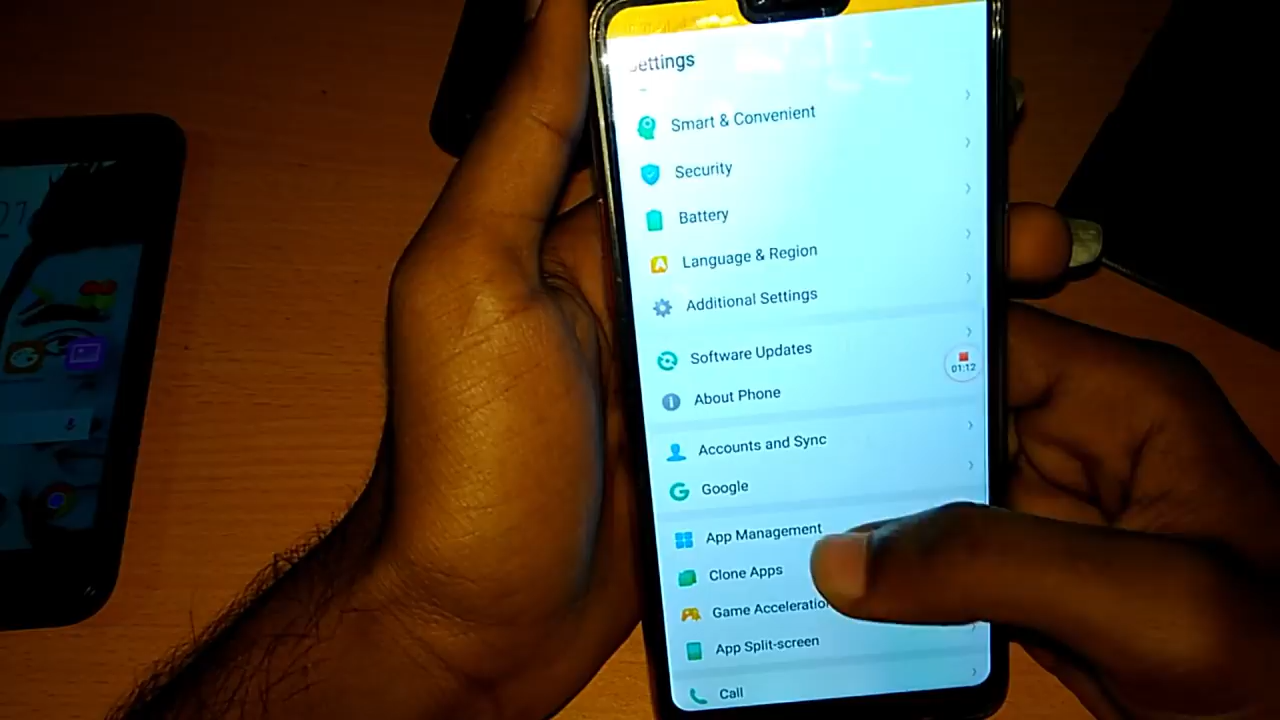 Settings
Smart & Convenient
Security
Battery
Language & Region
A
Additional Settings
Software Updates
01:12
About Phone
Accounts and Sync
Google
App Management
Clone Apps
Game Acceleration
App Split-screen
Call